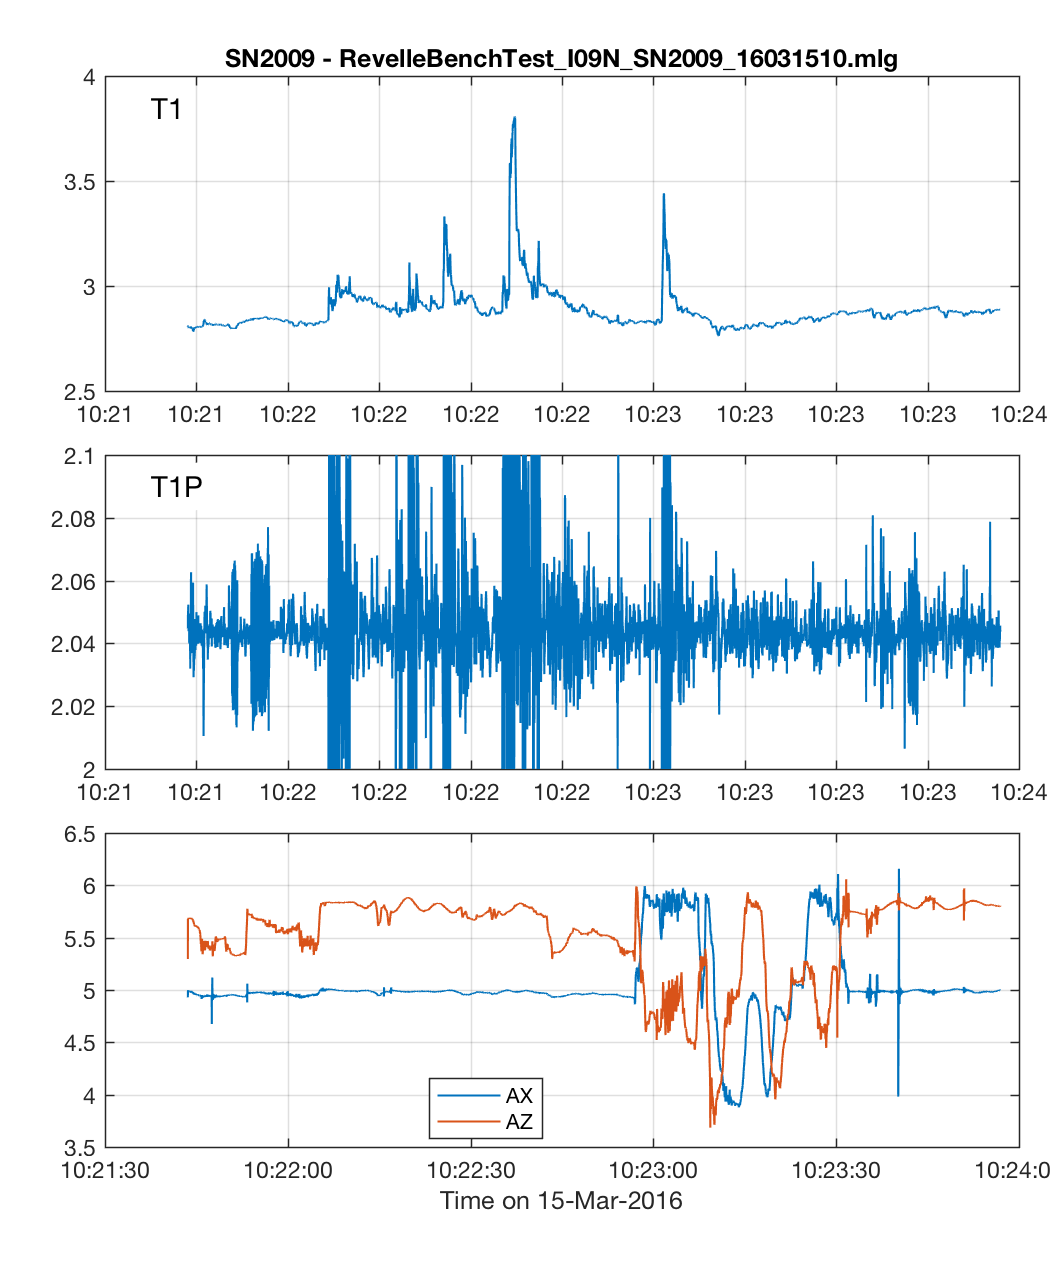 SN2009 - RevelleBenchTest_I09N_SN2009_16031510.mlg
4
T1
3.5
3
2.5
10:21 10:21 10:22 10:22 10:22 10:22 10:23 10:23 10:23 10:23 10:24
2.1
T1P
2.08
2.06
2.04
2.02
2
10:21 10:21 10:22 10:22 10:22 10:22 10:23 10:23 10:23 10:23 10:24
6.5
6
5.5
5
4.5
4
AX
AZ
3.5
10:21:30 10:22:00 10:22:30 10:23:00 10:23:30 10:24:0
Time on 15-Mar-2016